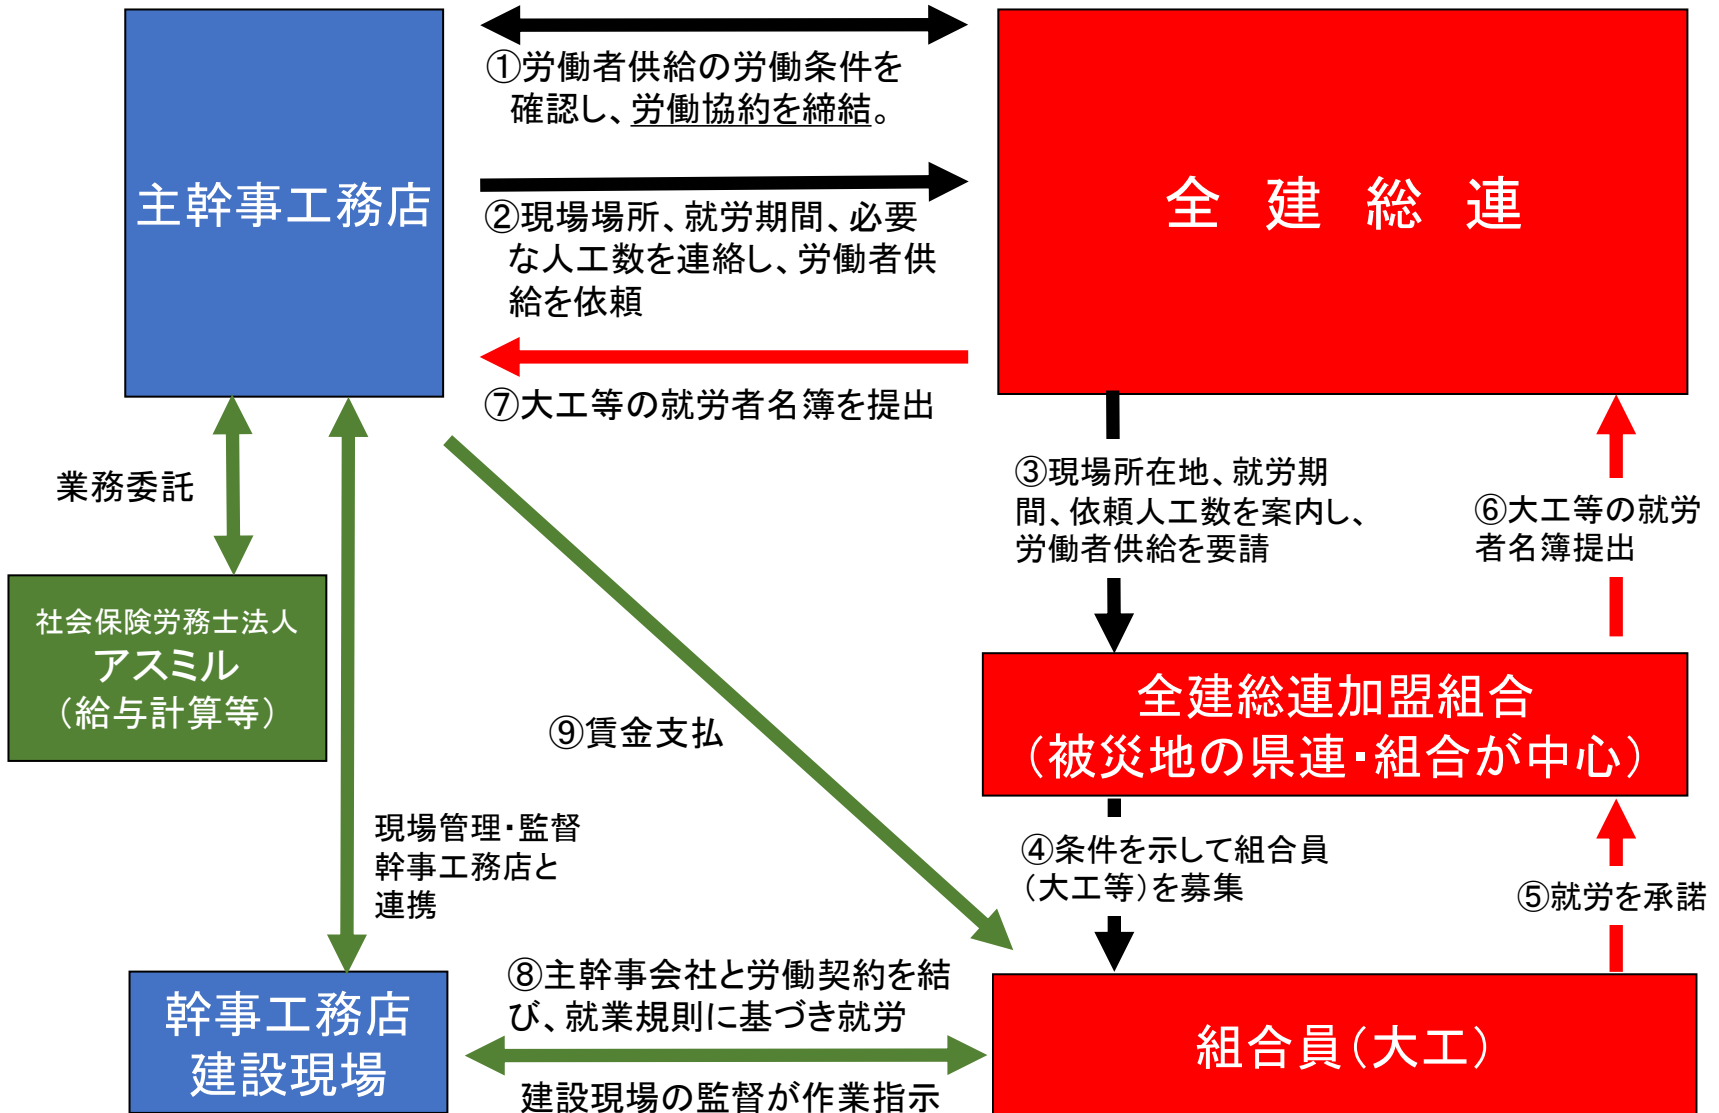 主幹事工務店
①労働者供給の労働条件を
確認し、労働協約を締結。
②現場場所、就労期間、必要
な人工数を連絡し、労働者供
給を依頼
⑦大工等の就労者名簿を提出
全建総連
業務委託
社会保険労務士法人
アスミル
（給与計算等）
③現場所在地、就労期
間、依頼人工数を案内し、
労働者供給を要請
⑥大工等の就労
者名簿提出
全建総連加盟組合
（被災地の県連・組合が中心）
⑨賃金支払
現場管理・監督
幹事工務店と
連携
④条件を示して組合員
（大工等）を募集
⑤就労を承諾
幹事工務店
建設現場
⑧主幹事会社と労働契約を結
び、就業規則に基づき就労
建設現場の監督が作業指示
組合員（大工）